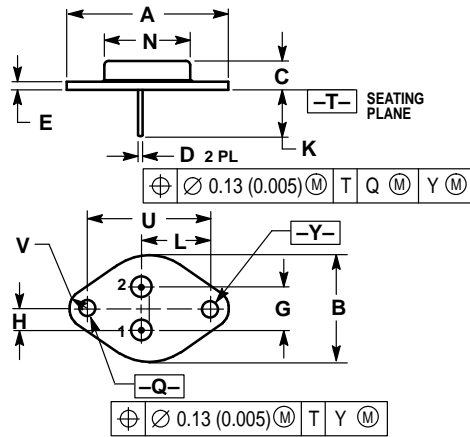 A
N
C
E
–T– SEATING
PLANE
K
D 2 PL
⌖ ∅ 0.13 (0.005) Ⓜ T Q Ⓜ Y Ⓜ
U
V
L
–Y–
2
H
G
B
1
–Q–
⌖ ∅ 0.13 (0.005) Ⓜ T Y Ⓜ